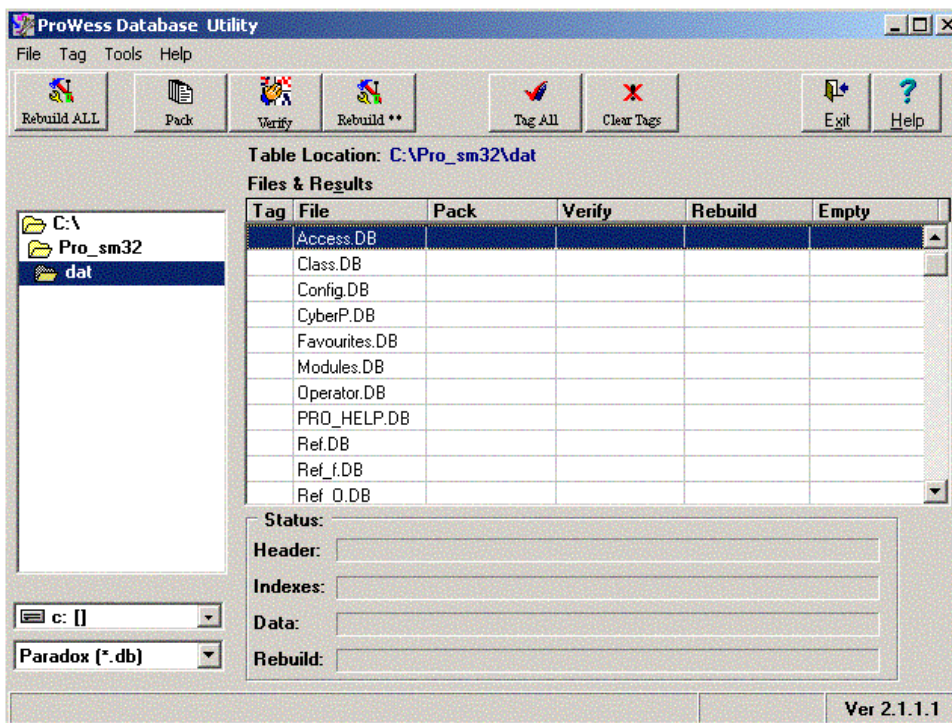 ProWess Database Utility
File Tag Tools Help
Rebuild ALL Pack Verify Rebuild ** Tag All Clear Tags Exit Help
Table Location: C:\Pro_sm32\dat
Files & Results
C:\
Pro_sm32
dat
Tag File Pack Verify Rebuild Empty
Access.DB
Class.DB
Config.DB
CyberP.DB
Favourites.DB
Modules.DB
Operator.DB
PRO_HELP.DB
Ref.DB
Ref_f.DB
Ref_O.DB
Status:
Header:
Indexes:
Data:
Rebuild:
c: []
Paradox (*.db)
Ver 2.1.1.1